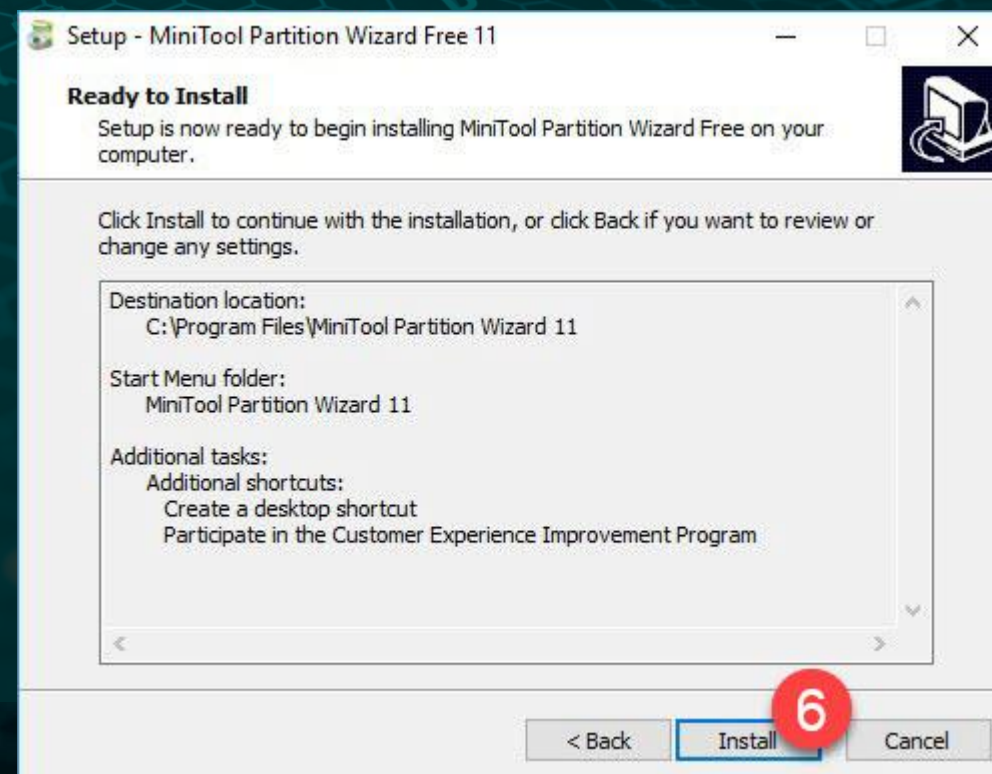 Setup - MiniTool Partition Wizard Free 11
Ready to Install
Setup is now ready to begin installing MiniTool Partition Wizard Free on your
computer.
Click Install to continue with the installation, or click Back if you want to review or
change any settings.
Destination location:
C:\Program Files\MiniTool Partition Wizard 11
Start Menu folder:
MiniTool Partition Wizard 11
Additional tasks:
Additional shortcuts:
Create a desktop shortcut
Participate in the Customer Experience Improvement Program
6
< Back Install Cancel